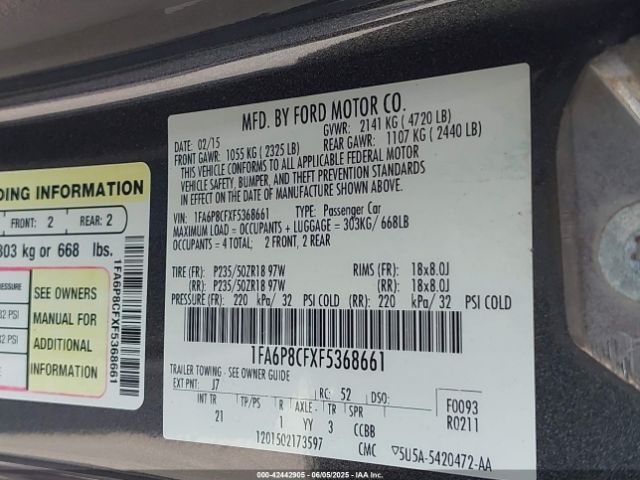 MFD. BY FORD MOTOR CO.
DATE: 02/15 GVWR: 2141 KG ( 4720 LB)
FRONT GAWR: 1055 KG ( 2325 LB) REAR GAWR: 1107 KG ( 2440 LB)
THIS VEHICLE CONFORMS TO ALL APPLICABLE FEDERAL MOTOR
VEHICLE SAFETY, BUMPER, AND THEFT PREVENTION STANDARDS
IN EFFECT ON THE DATE OF MANUFACTURE SHOWN ABOVE.
VIN: 1FA6P8CFXF5368661 TYPE: Passenger Car
MAXIMUM LOAD = OCCUPANTS + LUGGAGE = 303KG/ 668LB
OCCUPANTS = 4 TOTAL; 2 FRONT, 2 REAR
TIRE (FR): P235/50ZR18 97W RIMS (FR): 18x8.0J
(R): P235/50ZR18 97W (R): 18x8.0J
PRESSURE (FR): 220 kPa/ 32 PSI COLD (RR): 220 kPa/ 32 PSI COLD
1FA6P8CFXF5368661
TRAILER TOWING - SEE OWNER GUIDE
EXT PNT: J7 RC: 52 DSO:
INT TR TP/PS R AXLE TR SPR
21 1 YY 3 CCBB
F0093
R0211
1201502173597 CMC 5U5A-5420472-AA
DING INFORMATION
FRONT: 2 REAR: 2
303 kg or 668 lbs.
PRESSURE
32 PSI
32 PSI
SEE OWNERS
MANUAL FOR
ADDITIONAL
INFORMATION
1FA6P8CFXF5368661
000-42442905 - 06/05/2025 - IAAI Image